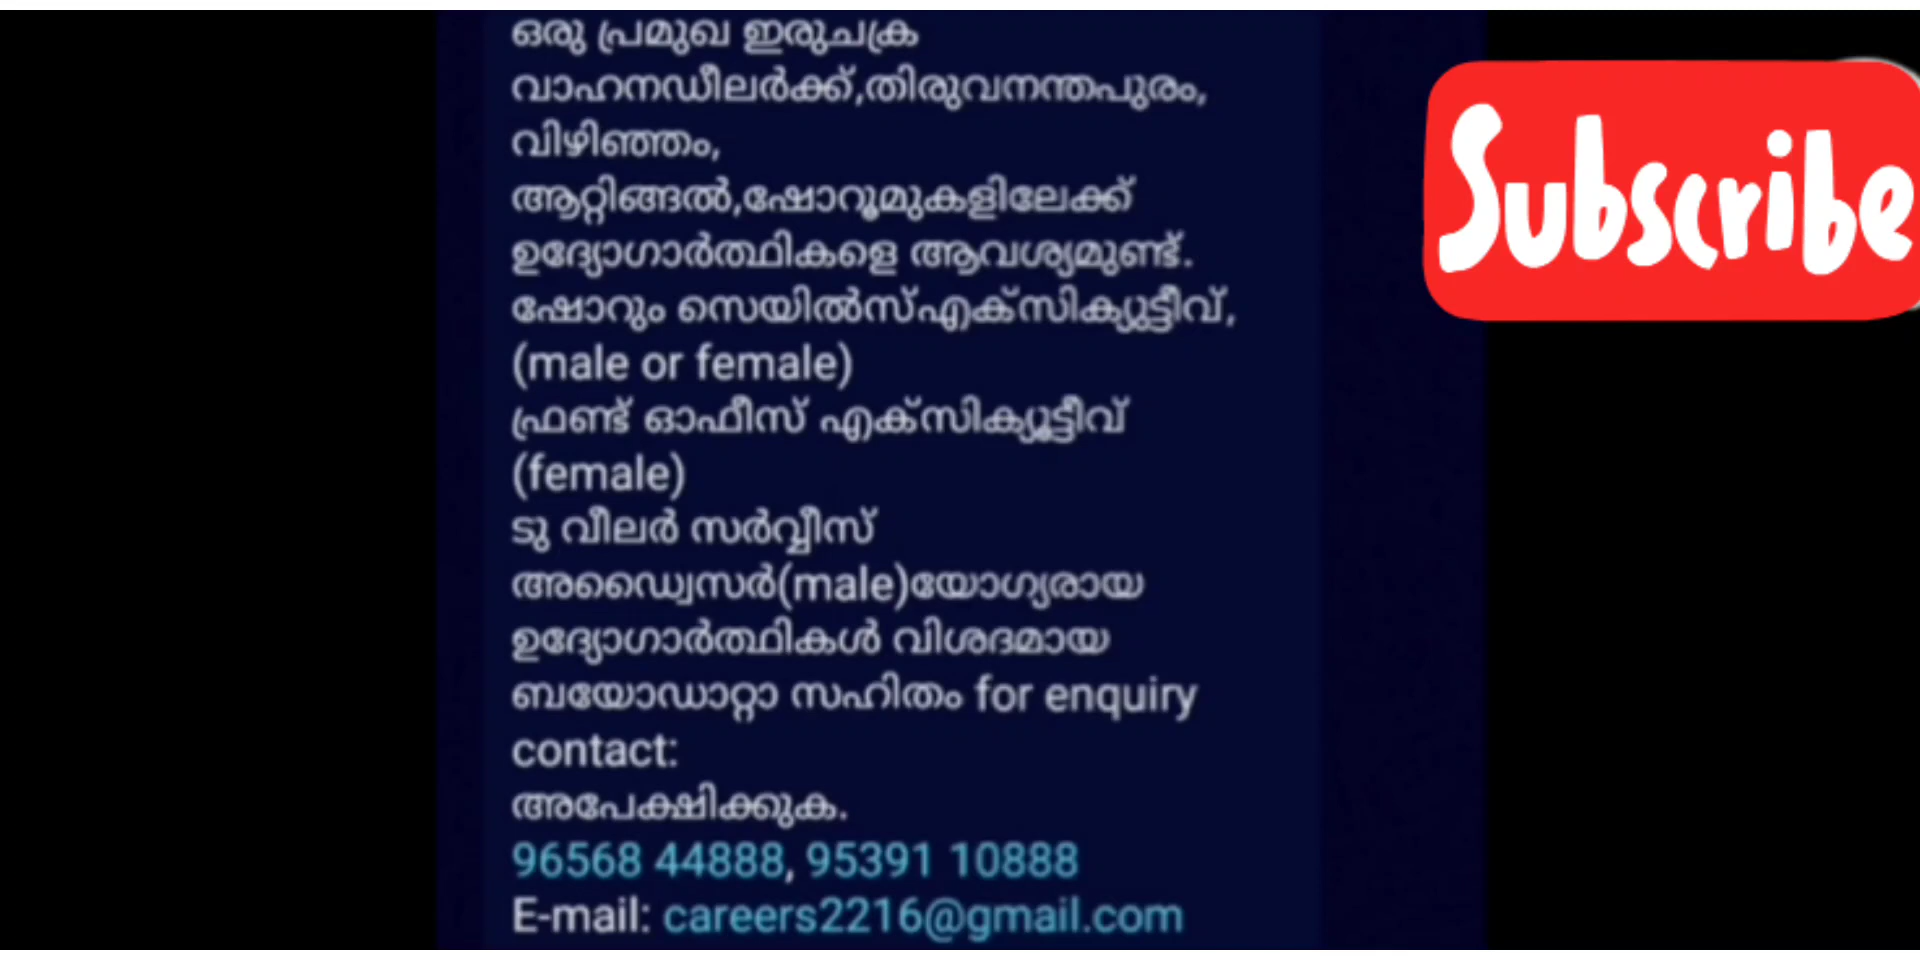 ഒരു പ്രമുഖ ഇരുചക്ര
വാഹനഡീലർക്ക്,തിരുവനന്തപുരം,
വിഴിഞ്ഞം,
ആറ്റിങ്ങൽ,ഷോറൂമുകളിലേക്ക്
ഉദ്യോഗാർത്ഥികളെ ആവശ്യമുണ്ട്.
ഷോറും സെയിൽസ്എക്സിക്യുട്ടീവ്,
(male or female)
ഫ്രണ്ട് ഓഫീസ് എക്സിക്യൂട്ടീവ്
(female)
ടു വീലർ സർവ്വീസ്
അഡ്വൈസർ(male)യോഗ്യരായ
ഉദ്യോഗാർത്ഥികൾ വിശദമായ
ബയോഡാറ്റാ സഹിതം for enquiry
contact:
അപേക്ഷിക്കുക.
96568 44888, 95391 10888
E-mail: careers2216@gmail.com
Subscribe